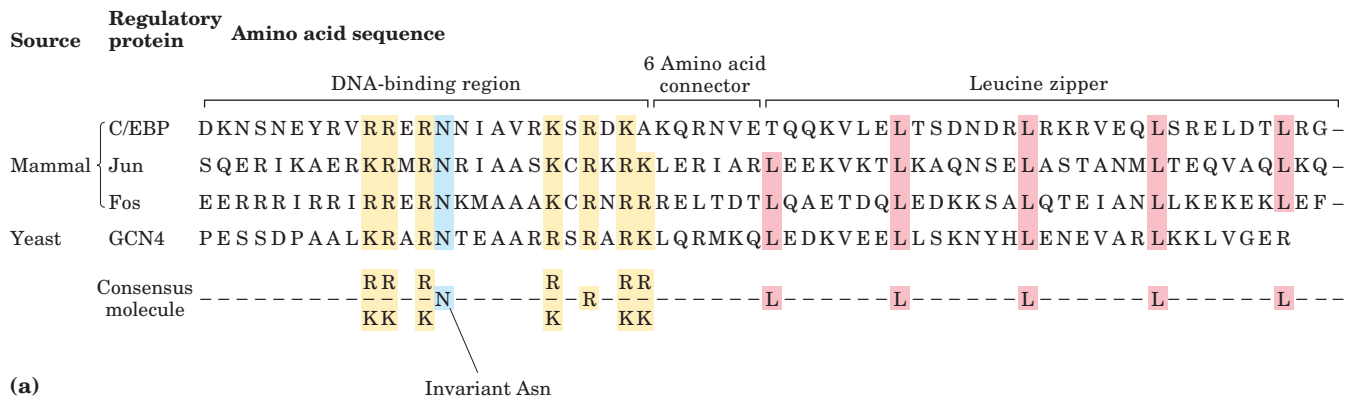 Source Regulatory protein Amino acid sequence
DNA-binding region 6 Amino acid connector Leucine zipper
Mammal
C/EBP DKNSNEYRVRRERNNIAVRKSRDKAKQRNVETQQKVLELTSDNDRLRKRVEQLSRELDTLRG–
Jun SQERIKAERKRMRNRIAASKCRKRKLERIARLEEKVKTLKAQNSELASTANMLTEQVAQLKQ–
Fos EERRRIRRIRRERNKMAAAKCRNRRRELTDTLQAETDQLEDKKSALQTEIANLLKEKEKLEF–
Yeast GCN4 PESSDPAALKRARNTEAARRSRARKLQRMKQLEDKVEELLSKNYHLENEVARLKKLVGER
RR R R RR
Consensus molecule – – – – – – – – – – – – N – – – – – – R – – – – – – – – L – – – – – – L – – – – – – L – – – – – – L – – – – – – L – – –
KK K K KK
Invariant Asn
(a)